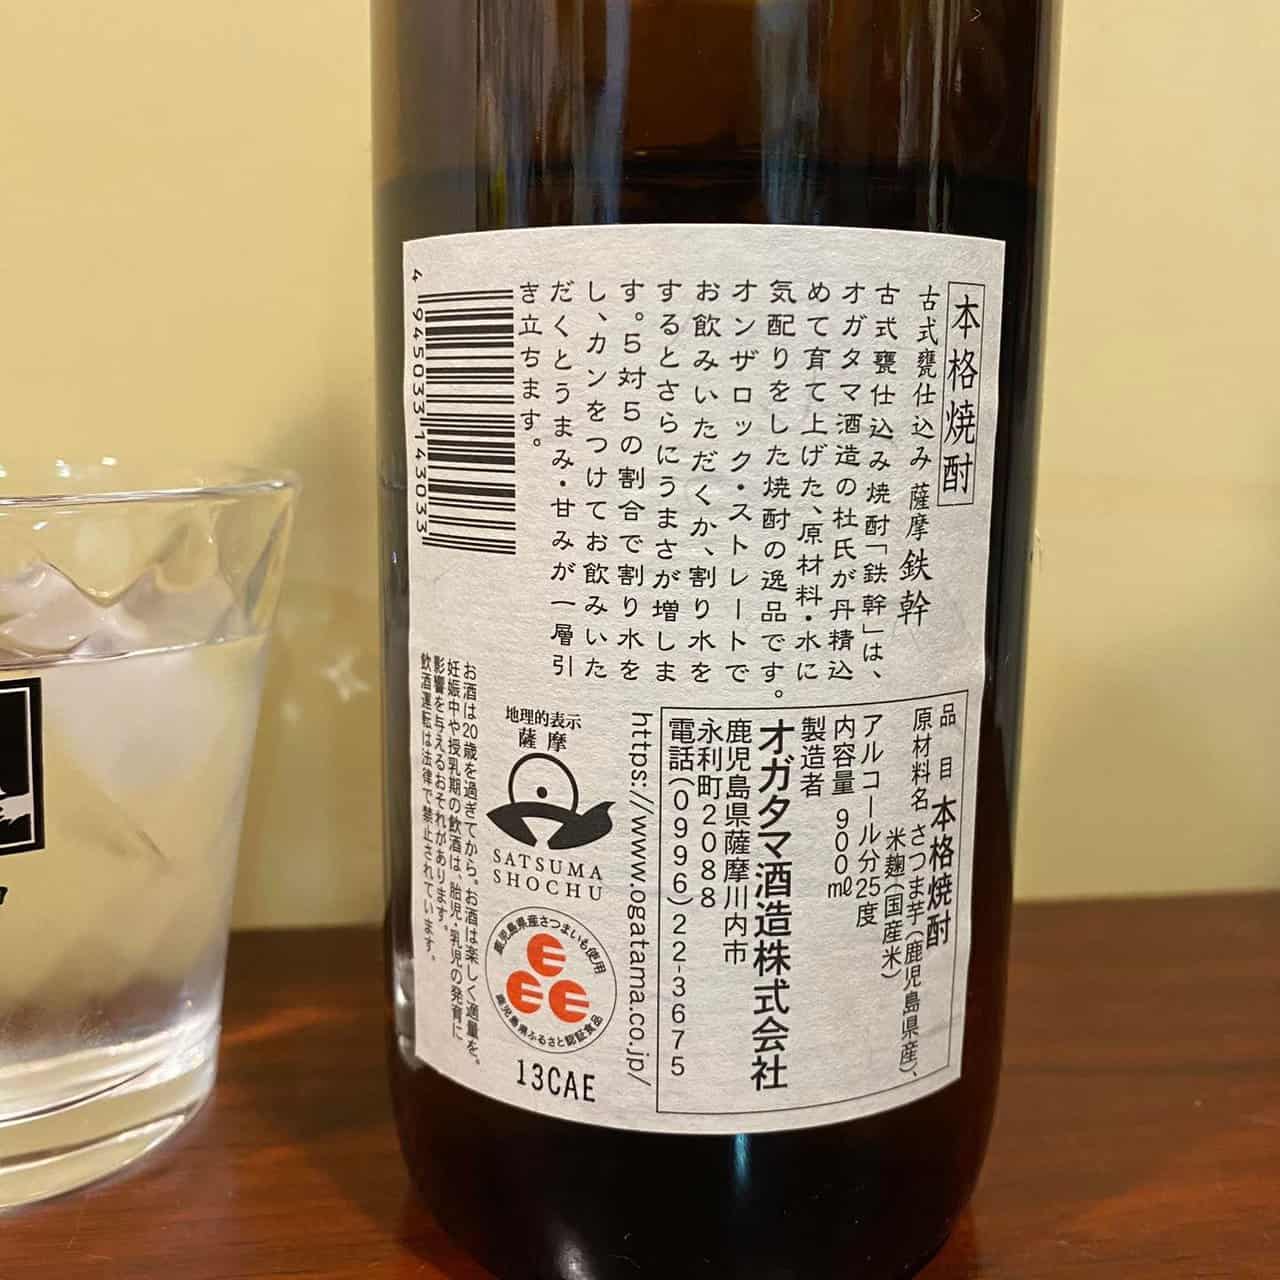 本格焼酎
古式甕仕込み 薩摩 鉄幹
古式甕仕込み焼酎「鉄幹」は、
オガタマ酒造の杜氏が丹精込
めて育て上げた、原材料・水に
気配りをした焼酎の逸品です。
オンザロック・ストレートで
お飲みいただくか、割り水を
するとさらにうまさが増しま
す。5対5の割合で割り水を
し、カンをつけてお飲みいた
だくとうまみ・甘みが一層引
き立ちます。
4 945033 143033
品目 本格焼酎
原材料名 さつま芋(鹿児島県産)、
米麹(国産米)
アルコール分25度
内容量 900㎖
製造者
オガタマ酒造株式会社
鹿児島県薩摩川内市
永利町2088
電話(0996)22-3675
https://www.ogatama.co.jp/
地理的表示
薩摩
SATSUMA
SHOCHU
鹿児島県産さつまいも使用
鹿児島県ふるさと認証食品
13CAE
お酒は20歳を過ぎてから。お酒は楽しく適量を。
妊娠中や授乳期の飲酒は、胎児・乳児の発育に
影響を与えるおそれがあります。
飲酒運転は法律で禁止されています。